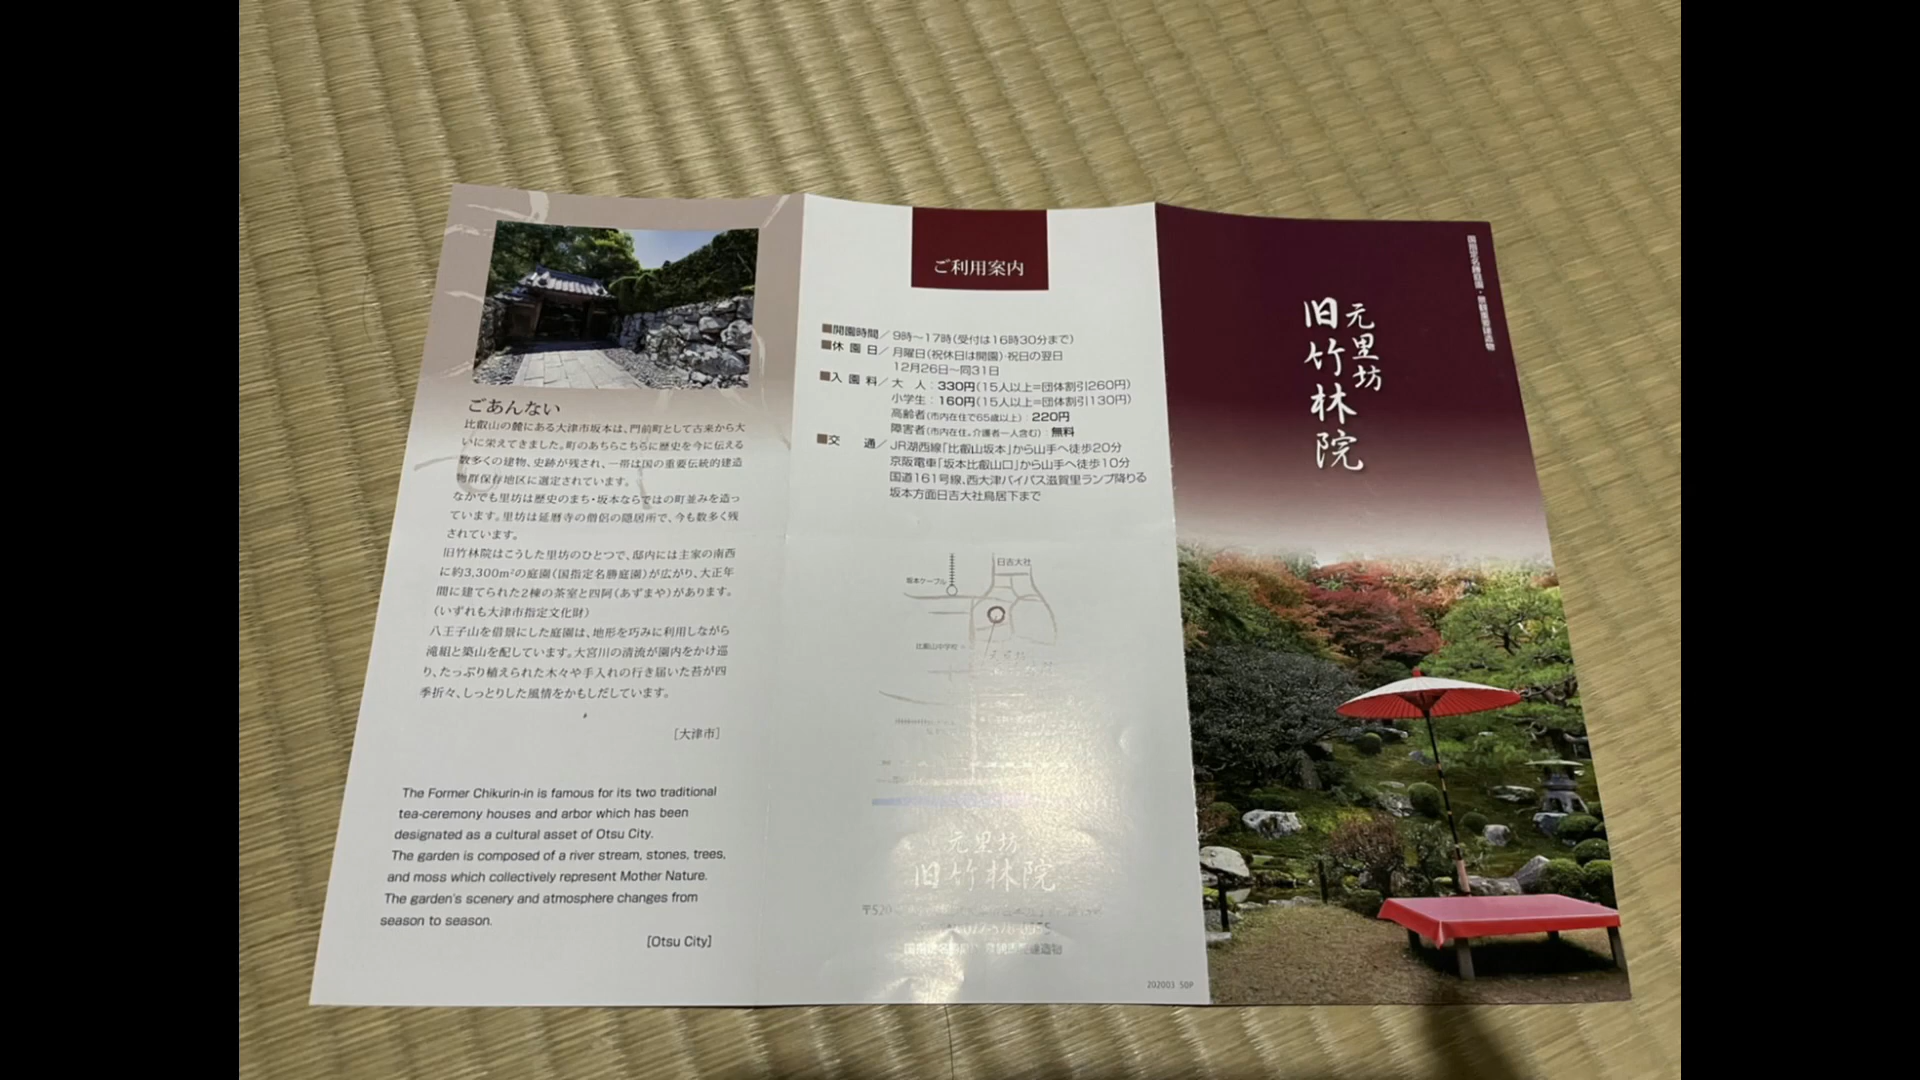 ごあんない
比叡山の麓にある大津市坂本は、門前町として古来から大
いに栄えてきました。町のあちらこちらに歴史を今に伝える
数多くの建物、史跡が残され、一帯は国の重要伝統的建造
物群保存地区に選定されています。
なかでも里坊は歴史のまち・坂本ならではの町並みを造っ
ています。里坊は延暦寺の僧侶の隠居所で、今も数多く残
されています。
旧竹林院はこうした里坊のひとつで、邸内には主家の南西
に約3,300m²の庭園（国指定名勝庭園）が広がり、大正年
間に建てられた2棟の茶室と四阿（あずまや）があります。
（いずれも大津市指定文化財）
八王子山を借景にした庭園は、地形を巧みに利用しながら
滝組と築山を配しています。大宮川の清流が園内をかけ巡
り、たっぷり植えられた木々や手入れの行き届いた苔が四
季折々、しっとりした風情をかもしだしています。
［大津市］
The Former Chikurin-in is famous for its two traditional
tea-ceremony houses and arbor which has been
designated as a cultural asset of Otsu City.
The garden is composed of a river stream, stones, trees,
and moss which collectively represent Mother Nature.
The garden's scenery and atmosphere changes from
season to season.
[Otsu City]
ご利用案内
■開園時間／9時〜17時（受付は16時30分まで）
■休園日／月曜日（祝休日は開園）・祝日の翌日
12月26日〜同31日
■入園料／大人：330円（15人以上=団体割引260円）
小学生：160円（15人以上=団体割引130円）
高齢者（市内在住で65歳以上）：220円
障害者（市内在住。介護者一人含む）：無料
■交通／JR湖西線「比叡山坂本」から山手へ徒歩20分
京阪電車「坂本比叡山口」から山手へ徒歩10分
国道161号線、西大津バイパス滋賀里ランプ降りる
坂本方面日吉大社鳥居下まで
日吉大社
坂本ケーブル
比叡山中学校
元里坊
旧竹林院
〒520
202003 50P
国指定名勝庭園・
元里坊
旧竹林院